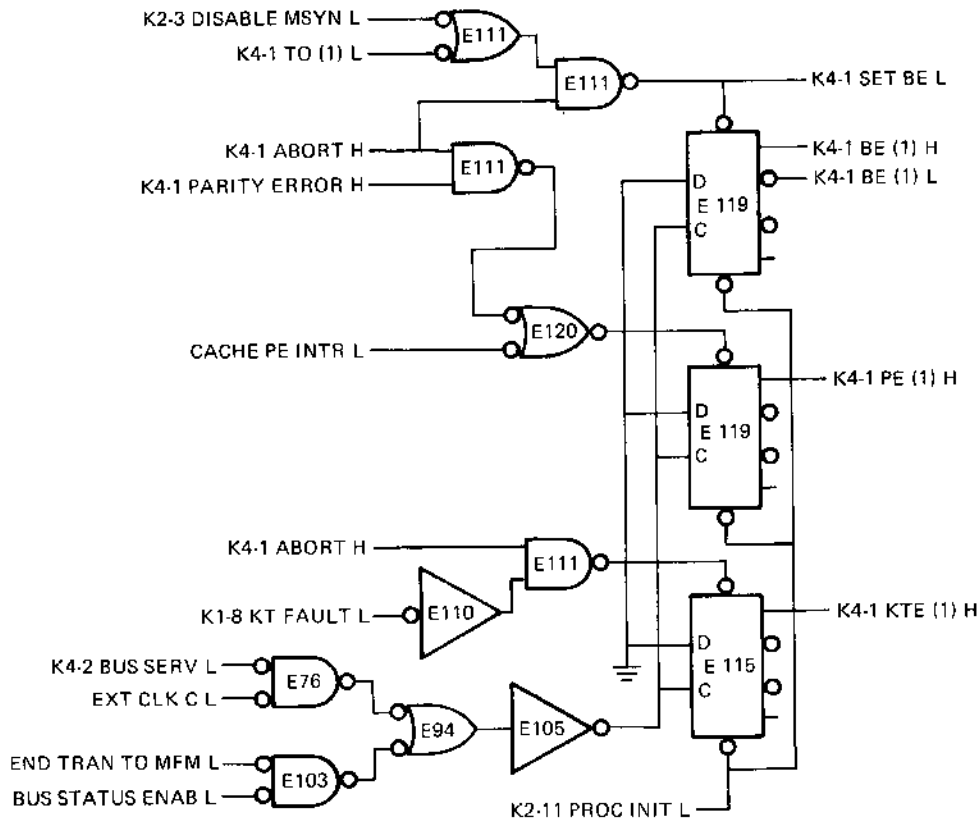 K2-3 DISABLE MSYN L
K4-1 TO (1) L
E111
E111
K4-1 SET BE L
K4-1 ABORT H
K4-1 PARITY ERROR H
E111
K4-1 BE (1) H
K4-1 BE (1) L
D
E 119
C
CACHE PE INTR L
E120
K4-1 PE (1) H
D
E 119
C
K4-1 ABORT H
E111
K1-8 KT FAULT L
E110
K4-1 KTE (1) H
D
E 115
C
K4-2 BUS SERV L
EXT CLK C L
E76
E94
E105
END TRAN TO MFM L
BUS STATUS ENAB L
E103
K2-11 PROC INIT L